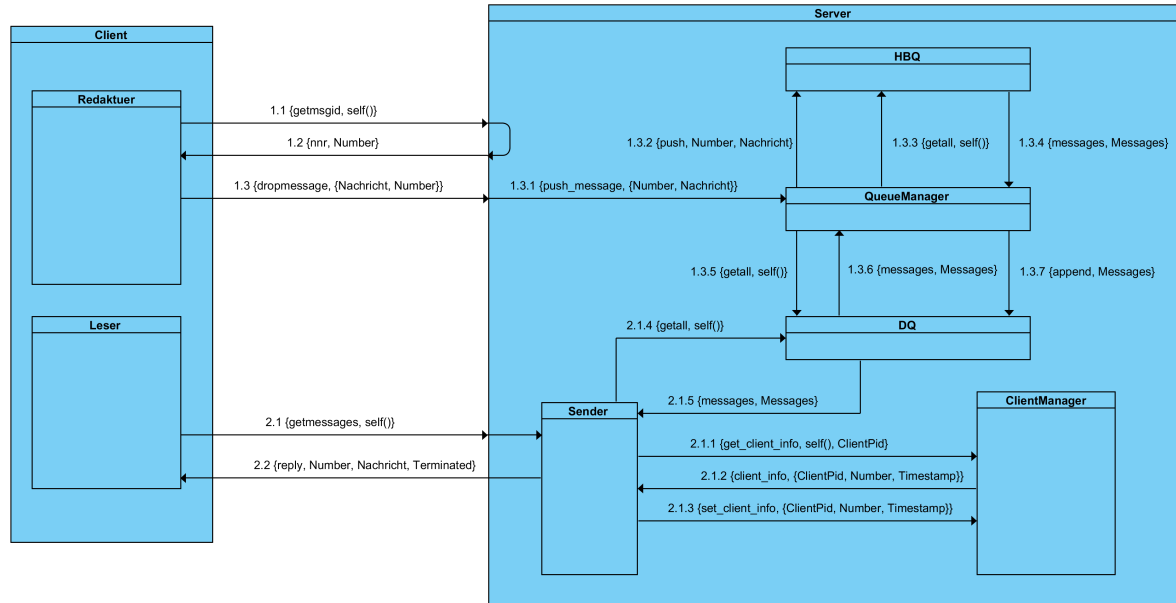 Server
Client
HBQ
Redaktuer
1.1 {getmsgid, self()}
1.2 {nnr, Number}
1.3.2 {push, Number, Nachricht}
1.3.3 {getall, self()}
1.3.4 {messages, Messages}
1.3 {dropmessage, {Nachricht, Number}}
1.3.1 {push_message, {Number, Nachricht}}
QueueManager
1.3.5 {getall, self()}
1.3.6 {messages, Messages}
1.3.7 {append, Messages}
Leser
2.1.4 {getall, self()}
DQ
2.1.5 {messages, Messages}
Sender
ClientManager
2.1 {getmessages, self()}
2.1.1 {get_client_info, self(), ClientPid}
2.2 {reply, Number, Nachricht, Terminated}
2.1.2 {client_info, {ClientPid, Number, Timestamp}}
2.1.3 {set_client_info, {ClientPid, Number, Timestamp}}